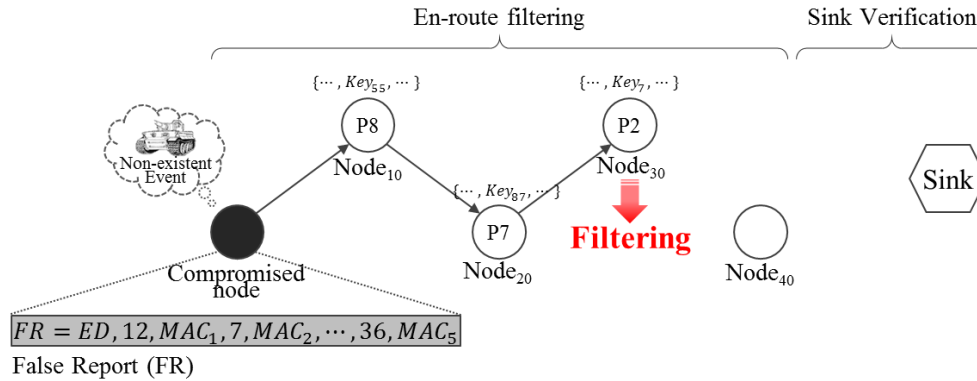 En-route filtering
Sink Verification
{⋯, Key₅₅, ⋯ }
{⋯, Key₇, ⋯ }
P8
P2
Non-existent
Event
Node₁₀
Node₃₀
{⋯, Key₈₇, ⋯ }
Sink
P7
Filtering
Compromised
node
Node₂₀
Node₄₀
FR = ED, 12, MAC₁, 7, MAC₂, ⋯, 36, MAC₅
False Report (FR)